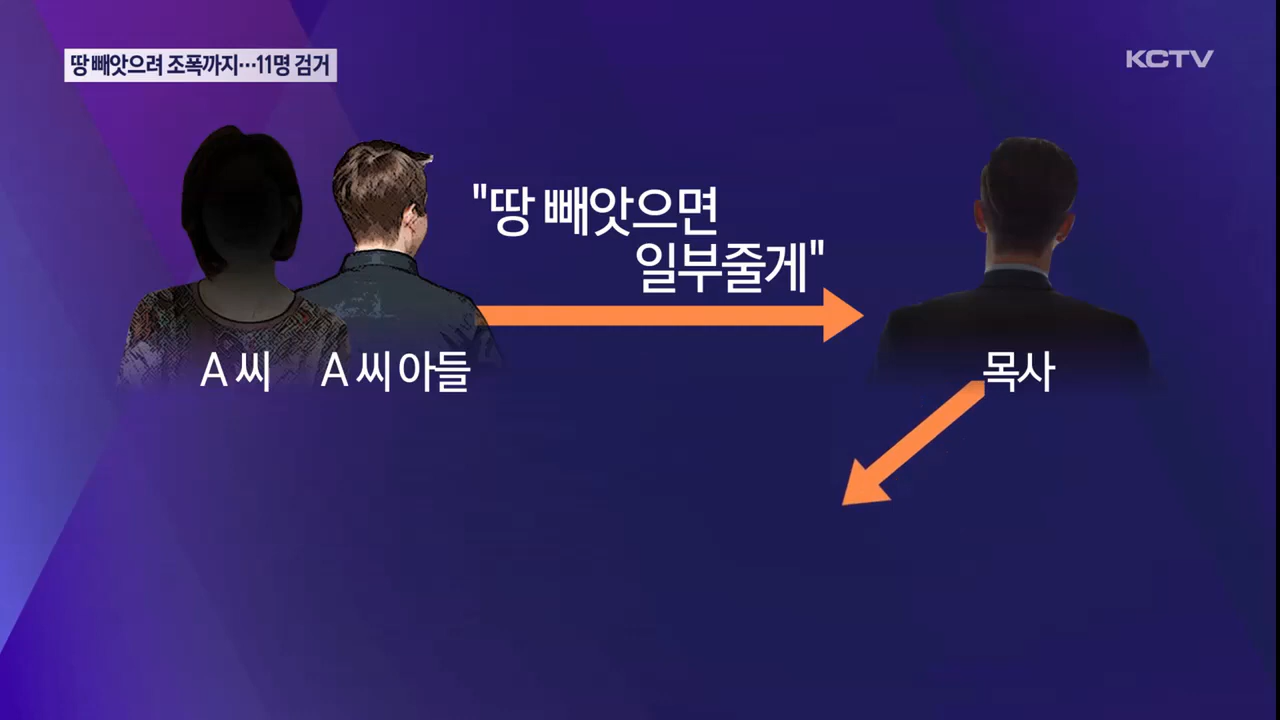 땅 빼앗으려 조폭까지…11명 검거
KCTV
"땅 빼앗으면
일부줄게"
A 씨
A 씨 아들
목사